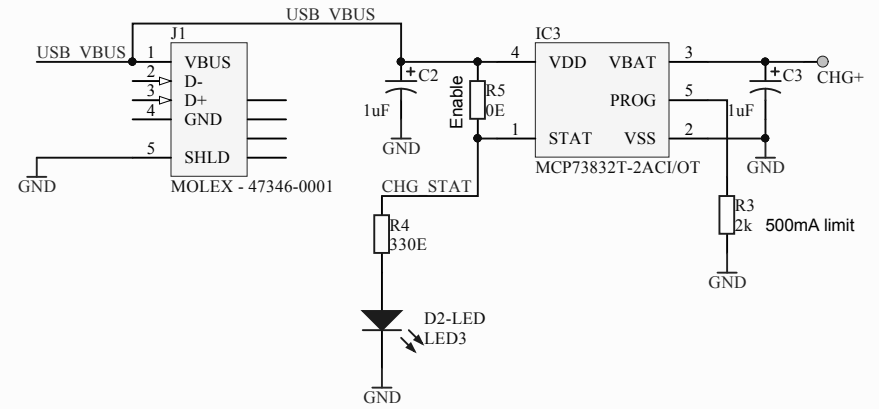 USB_VBUS
J1
IC3
USB_VBUS
1 VBUS
2 D-
3 D+
4 GND
5 SHLD
GND
MOLEX - 47346-0001
C2
1uF
GND
Enable
R5
0E
4 VDD VBAT 3
PROG 5
1 STAT VSS 2
MCP73832T-2ACI/OT
C3
1uF
CHG+
GND
CHG_STAT
R4
330E
R3
2k 500mA limit
GND
D2-LED
LED3
GND